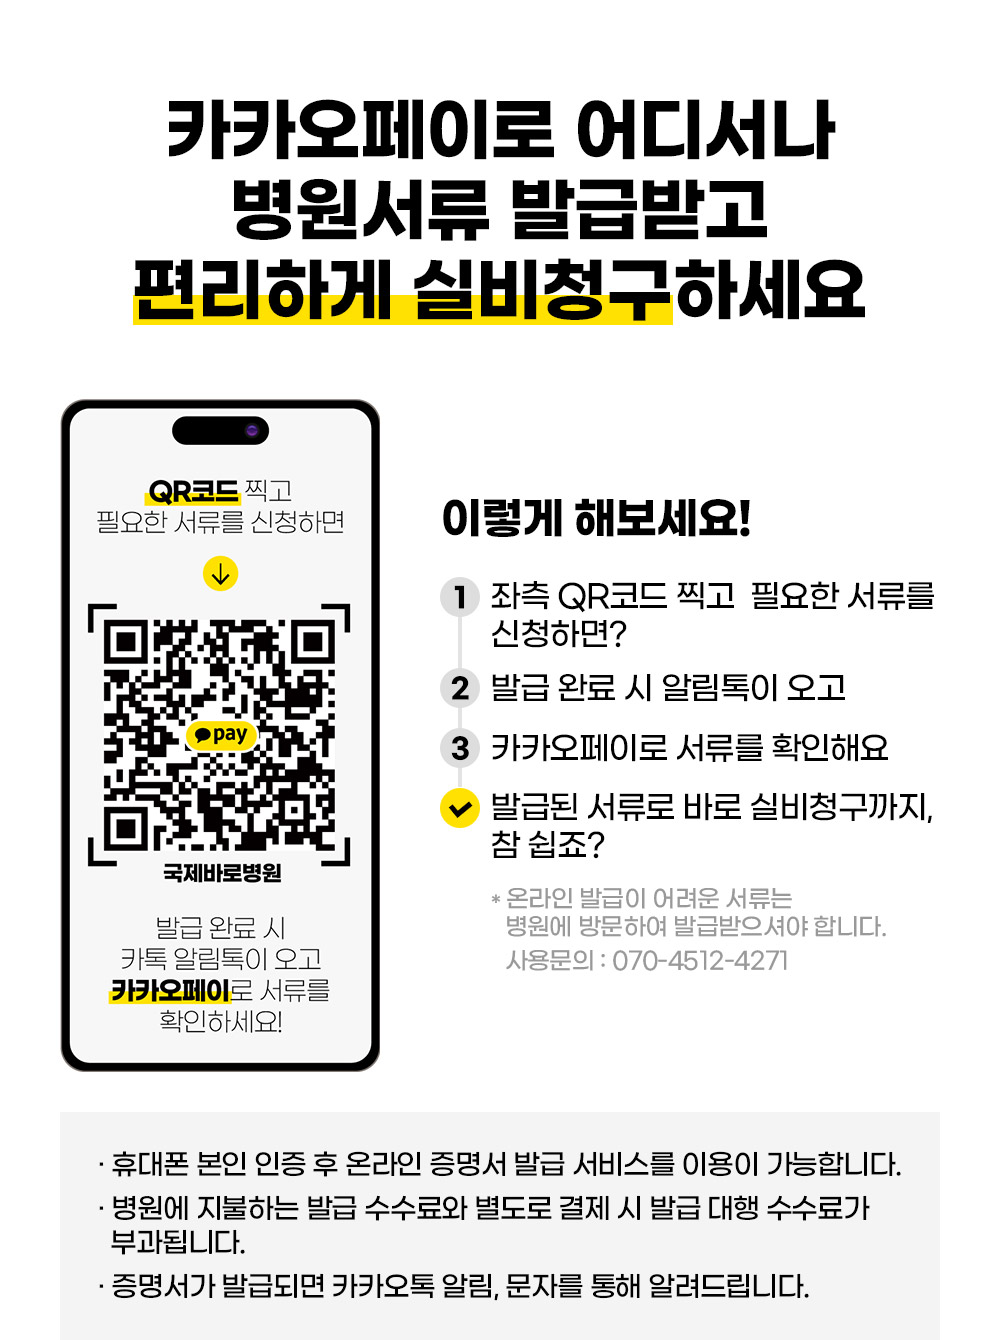 카카오페이로 어디서나
병원서류 발급받고
편리하게 실비청구하세요
QR코드 찍고
필요한 서류를 신청하면
pay
국제바로병원
발급 완료 시
카톡 알림톡이 오고
카카오페이로 서류를
확인하세요!
이렇게 해보세요!
1 좌측 QR코드 찍고 필요한 서류를
신청하면?
2 발급 완료 시 알림톡이 오고
3 카카오페이로 서류를 확인해요
발급된 서류로 바로 실비청구까지,
참 쉽죠?
* 온라인 발급이 어려운 서류는
병원에 방문하여 발급받으셔야 합니다.
사용문의 : 070-4512-4271
· 휴대폰 본인 인증 후 온라인 증명서 발급 서비스를 이용이 가능합니다.
· 병원에 지불하는 발급 수수료와 별도로 결제 시 발급 대행 수수료가
부과됩니다.
· 증명서가 발급되면 카카오톡 알림, 문자를 통해 알려드립니다.